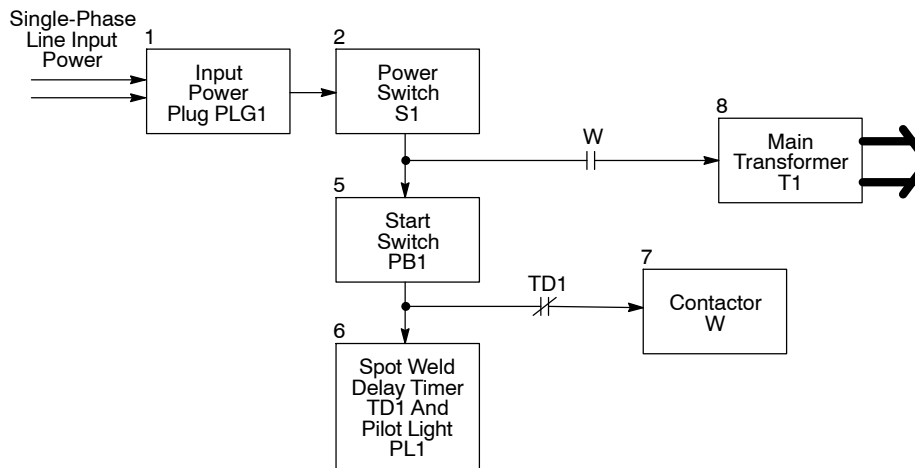 Single-Phase
Line Input
Power
1
Input
Power
Plug PLG1
2
Power
Switch
S1
W
8
Main
Transformer
T1
5
Start
Switch
PB1
TD1
7
Contactor
W
6
Spot Weld
Delay Timer
TD1 And
Pilot Light
PL1